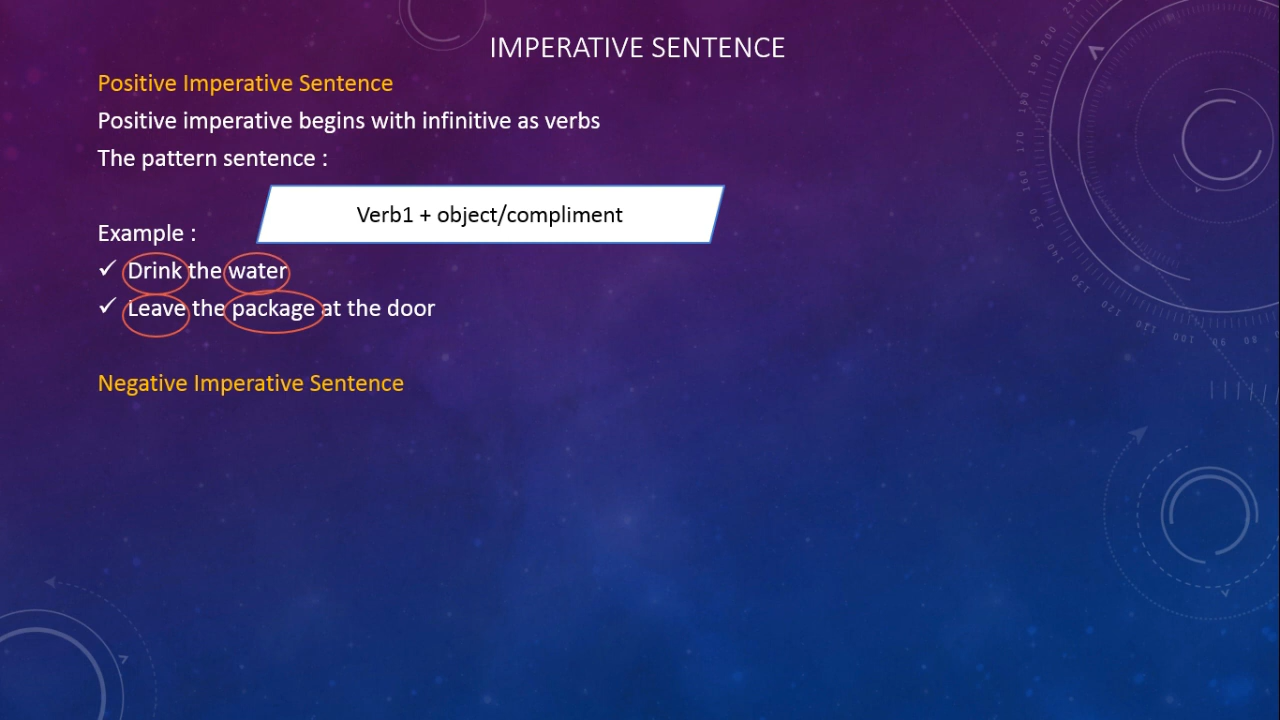 IMPERATIVE SENTENCE
Positive Imperative Sentence
Positive imperative begins with infinitive as verbs
The pattern sentence :
Verb1 + object/compliment
Example :
✓ Drink the water
✓ Leave the package at the door
Negative Imperative Sentence